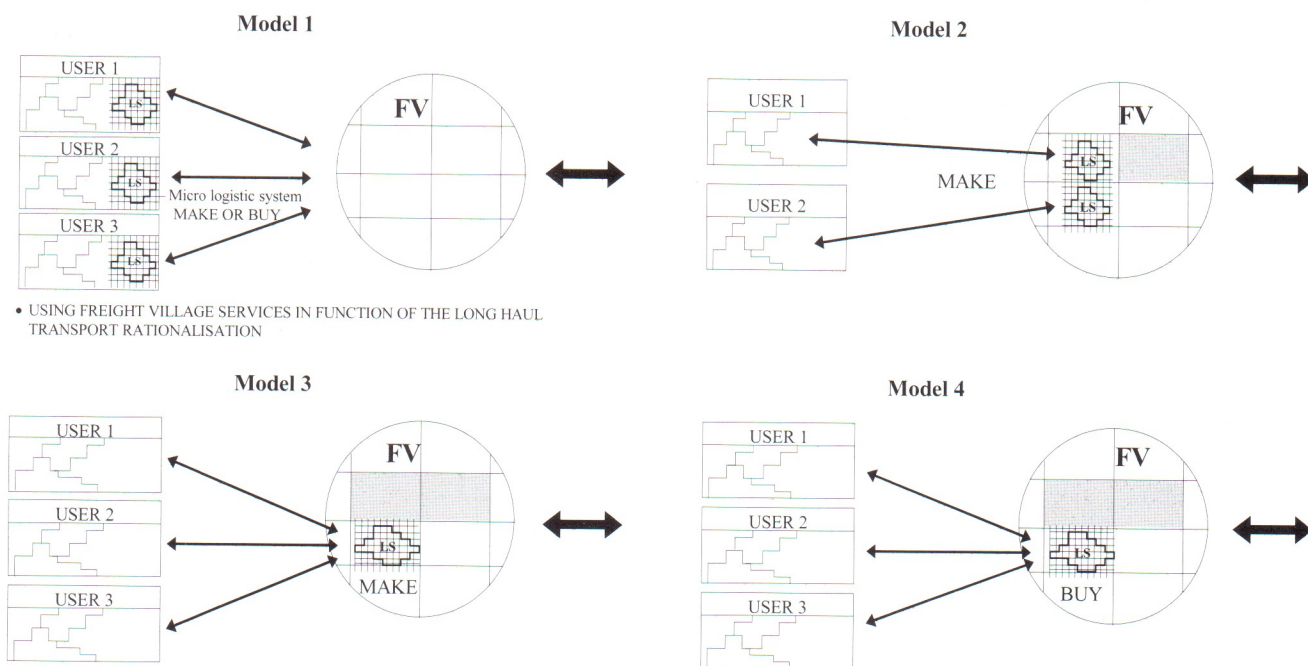 Model 1
USER 1
LS
USER 2
LS
Micro logistic system
MAKE OR BUY
USER 3
LS
FV
• USING FREIGHT VILLAGE SERVICES IN FUNCTION OF THE LONG HAUL
TRANSPORT RATIONALISATION
Model 2
USER 1
MAKE
USER 2
FV
LS
LS
Model 3
USER 1
USER 2
USER 3
FV
LS
MAKE
Model 4
USER 1
USER 2
USER 3
FV
LS
BUY